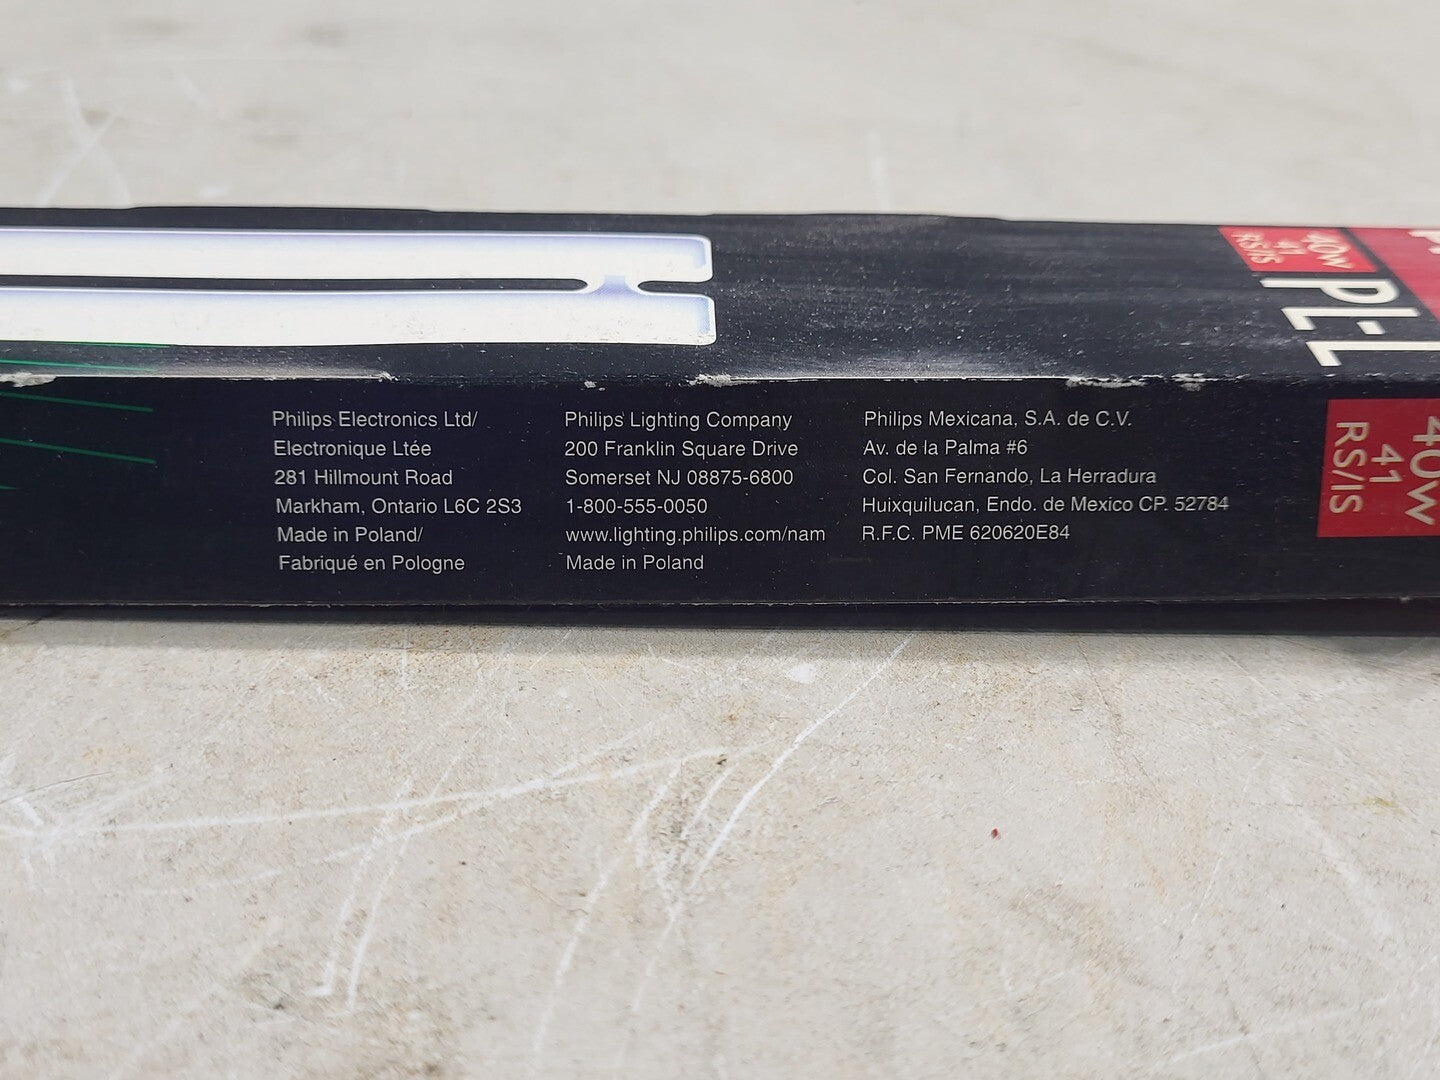 40W
41
RS/IS
PL-L
Philips Electronics Ltd/
Electronique Ltée
281 Hillmount Road
Markham, Ontario L6C 2S3
Made in Poland/
Fabriqué en Pologne
Philips Lighting Company
200 Franklin Square Drive
Somerset NJ 08875-6800
1-800-555-0050
www.lighting.philips.com/nam
Made in Poland
Philips Mexicana, S.A. de C.V.
Av. de la Palma #6
Col. San Fernando, La Herradura
Huixquilucan, Endo. de Mexico CP. 52784
R.F.C. PME 620620E84
40W
41
RS/IS